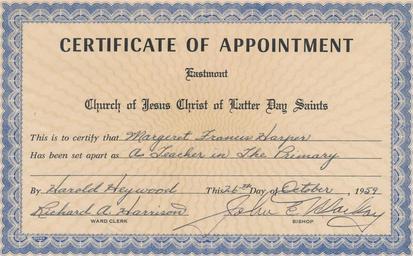 CERTIFICATE OF APPOINTMENT
Eastmont
Church of Jesus Christ of Latter Day Saints
This is to certify that Margaret Frances Harper
Has been set apart as A Teacher in The Primary
By Harold Heywood This 26th Day of October, 1959
Richard A. Harrison John E.
WARD CLERK BISHOP